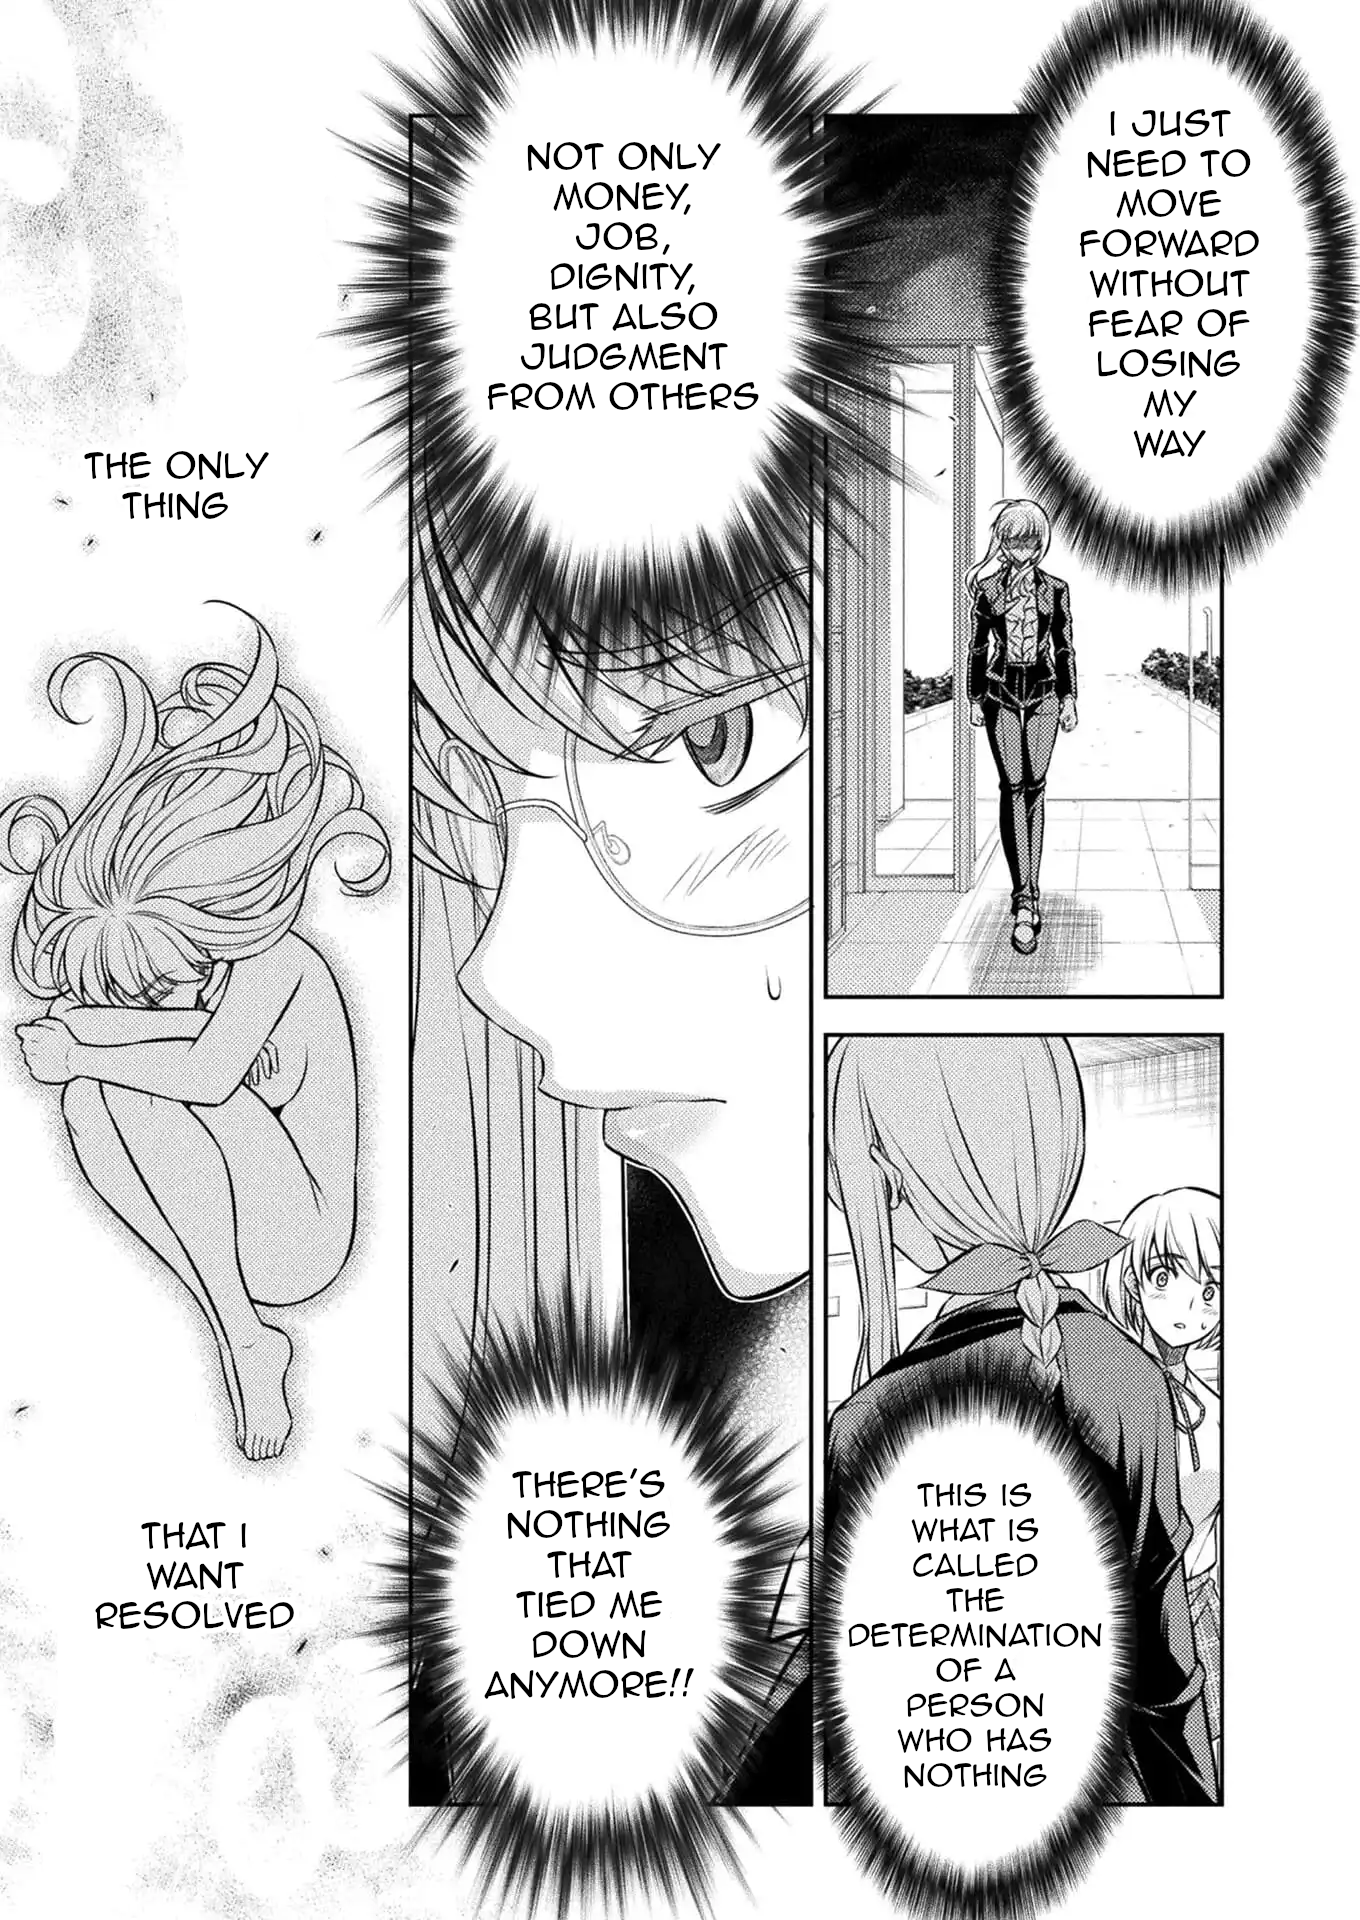 I JUST
NEED TO
MOVE
FORWARD
WITHOUT
FEAR OF
LOSING
MY
WAY
THIS IS
WHAT IS
CALLED
THE
DETERMINATION
OF A
PERSON
WHO HAS
NOTHING
NOT ONLY
MONEY,
JOB,
DIGNITY,
BUT ALSO
JUDGMENT
FROM OTHERS
THERE'S
NOTHING
THAT
TIED ME
DOWN
ANYMORE!!
THE ONLY
THING
THAT I
WANT
RESOLVED